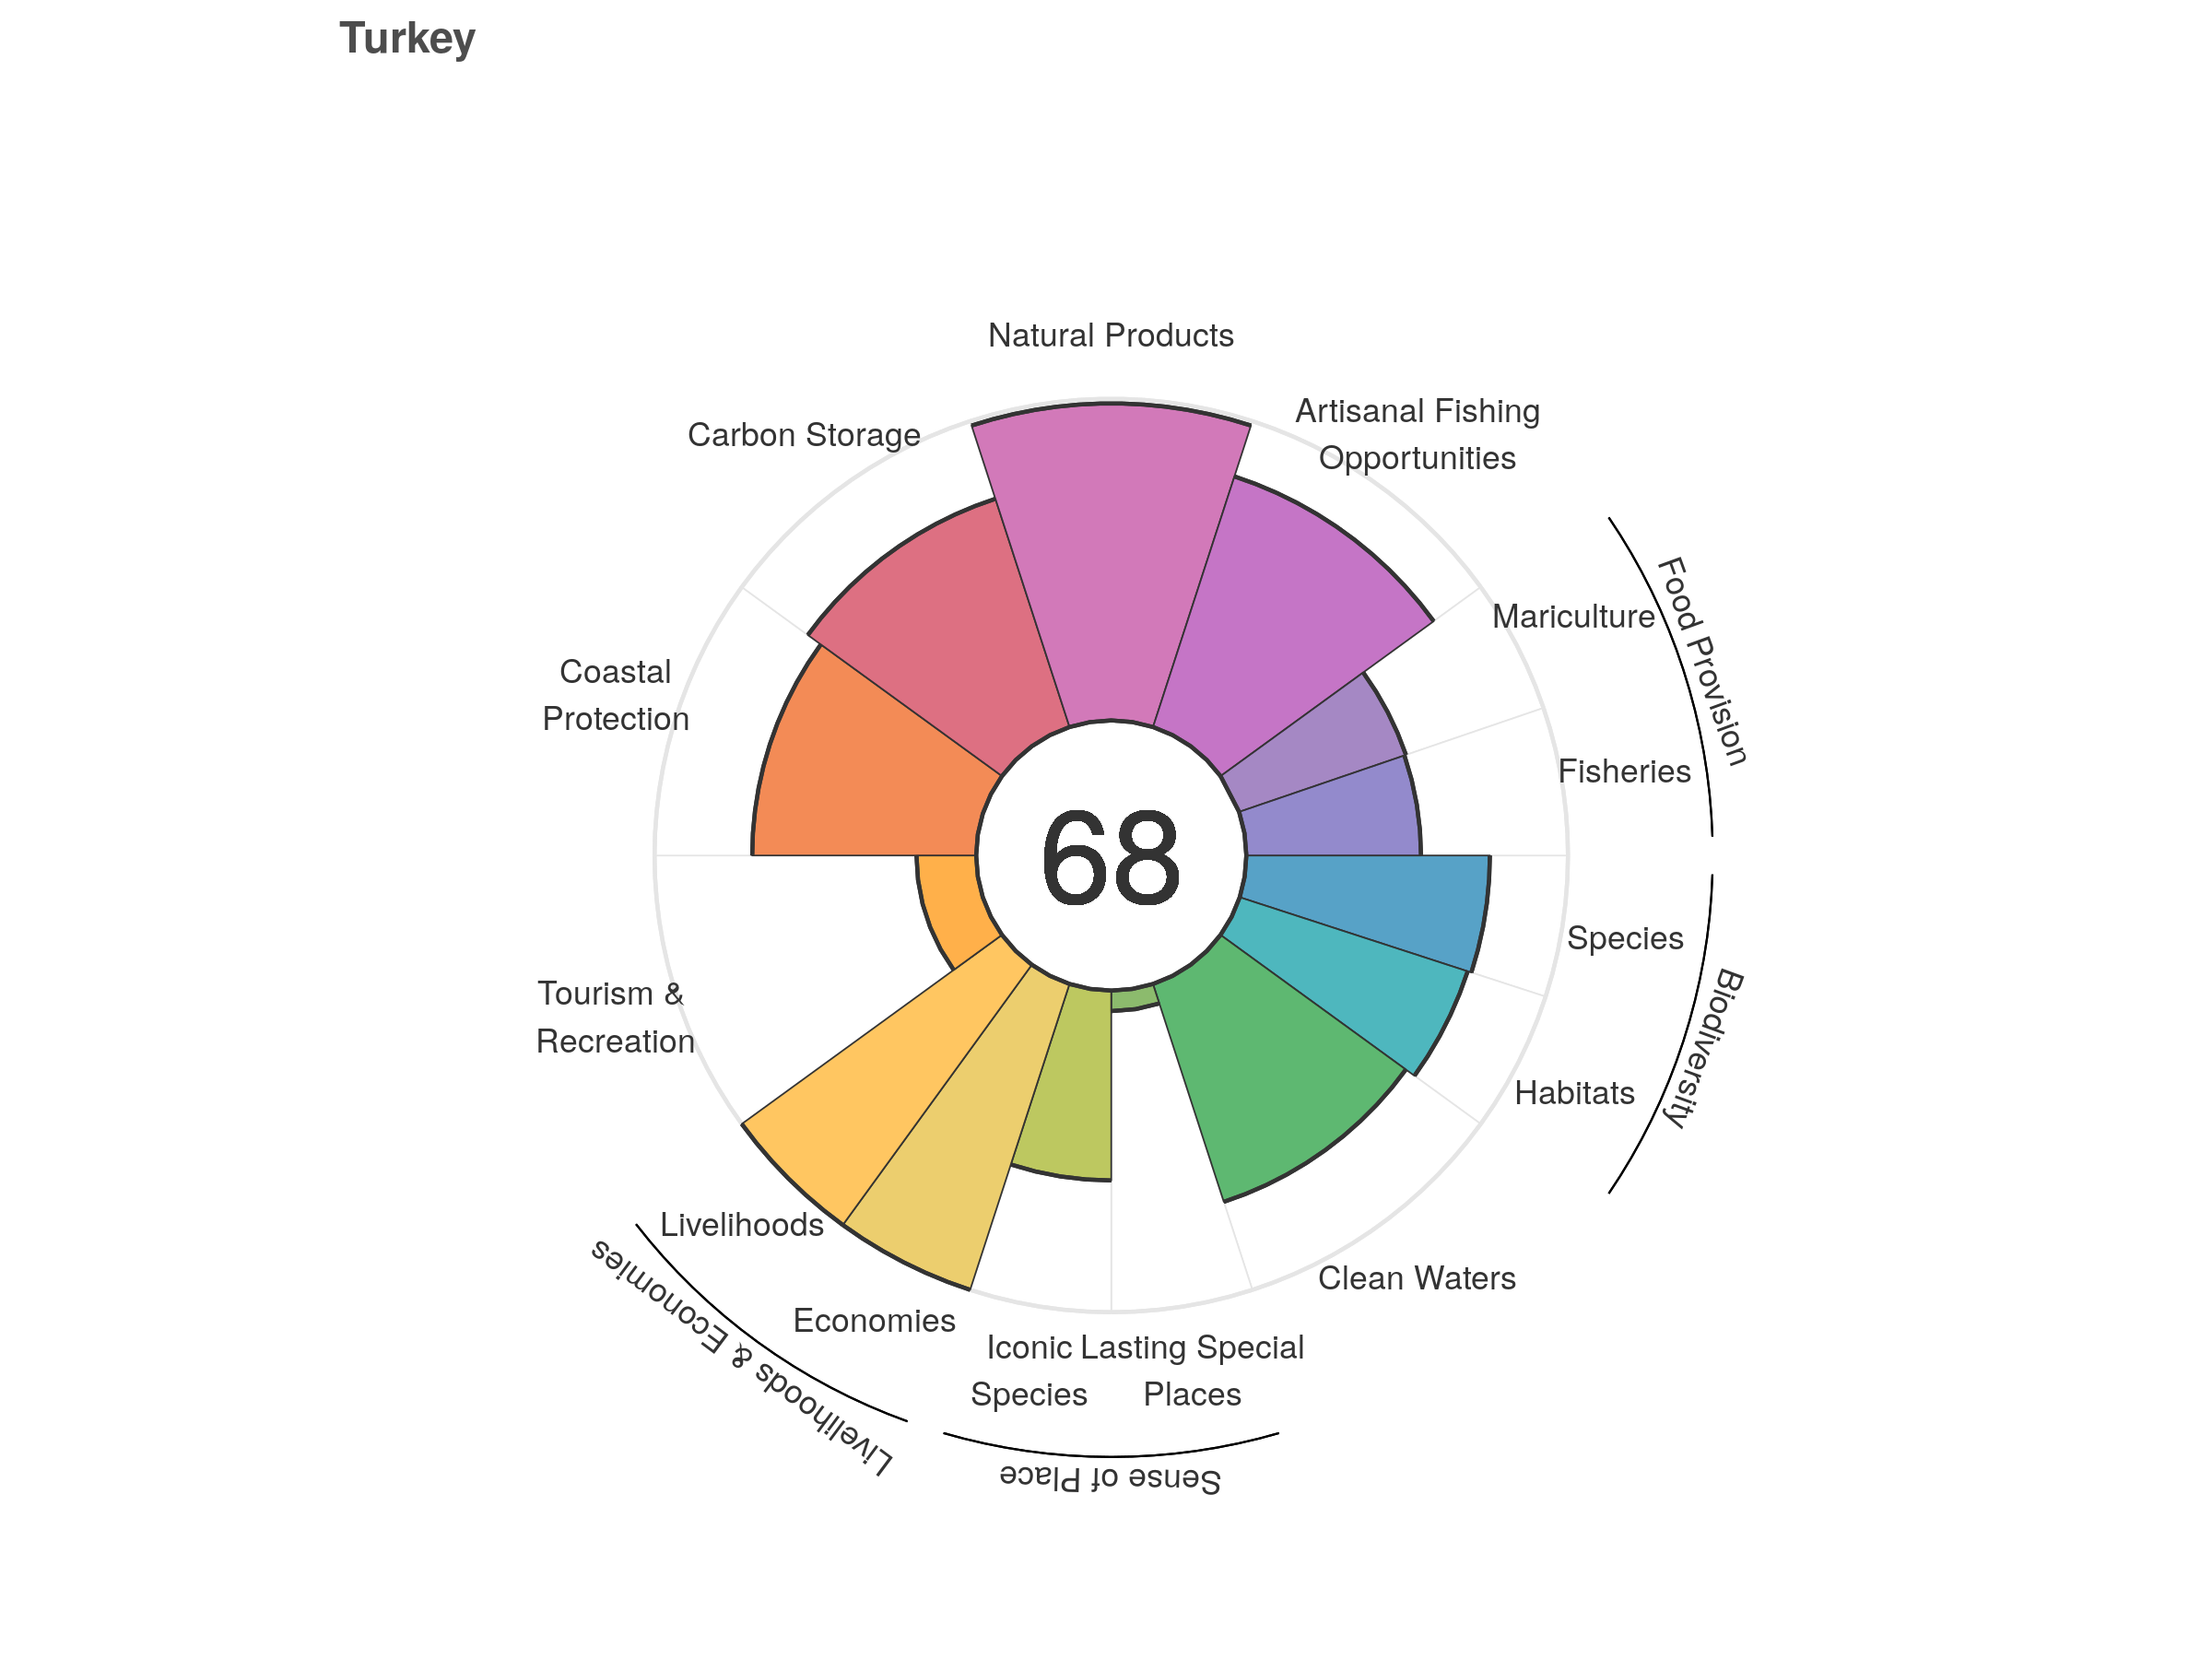 Turkey
Natural Products
Artisanal Fishing
Opportunities
Carbon Storage
Mariculture
Food Provision
Coastal
Protection
Fisheries
68
Species
Biodiversity
Tourism &
Recreation
Habitats
Livelihoods
Clean Waters
Economies
Livelihoods & Economies
Iconic
Species
Lasting Special
Places
Sense of Place